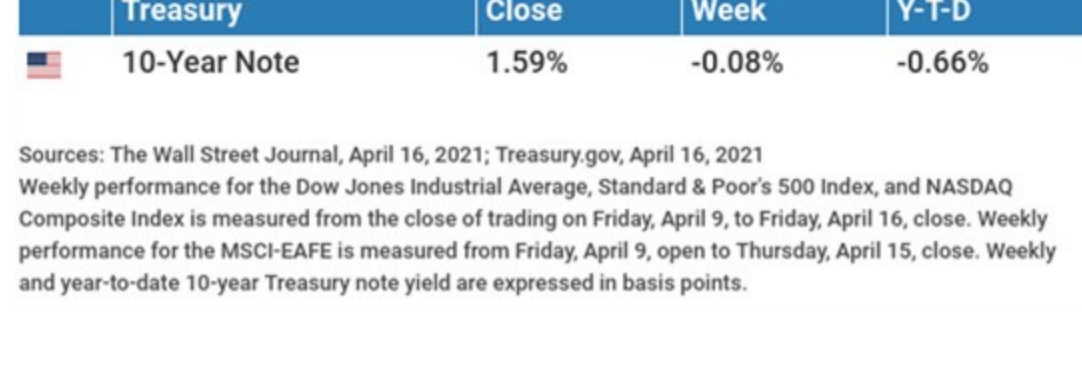 Treasury Close Week Y-T-D
10-Year Note 1.59% -0.08% -0.66%
Sources: The Wall Street Journal, April 16, 2021; Treasury.gov, April 16, 2021
Weekly performance for the Dow Jones Industrial Average, Standard & Poor's 500 Index, and NASDAQ
Composite Index is measured from the close of trading on Friday, April 9, to Friday, April 16, close. Weekly
performance for the MSCI-EAFE is measured from Friday, April 9, open to Thursday, April 15, close. Weekly
and year-to-date 10-year Treasury note yield are expressed in basis points.